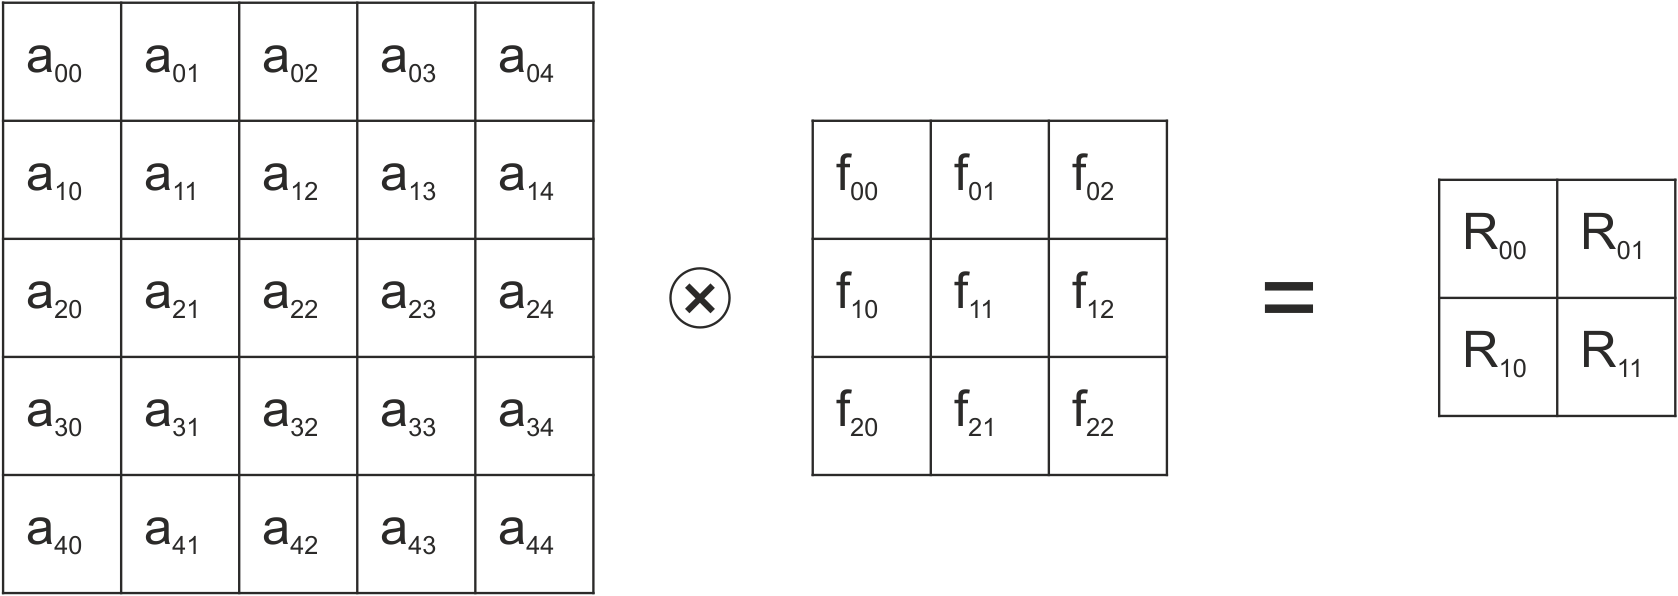 a₀₀ a₀₁ a₀₂ a₀₃ a₀₄
a₁₀ a₁₁ a₁₂ a₁₃ a₁₄
a₂₀ a₂₁ a₂₂ a₂₃ a₂₄
a₃₀ a₃₁ a₃₂ a₃₃ a₃₄
a₄₀ a₄₁ a₄₂ a₄₃ a₄₄
⊗
f₀₀ f₀₁ f₀₂
f₁₀ f₁₁ f₁₂
f₂₀ f₂₁ f₂₂
=
R₀₀ R₀₁
R₁₀ R₁₁